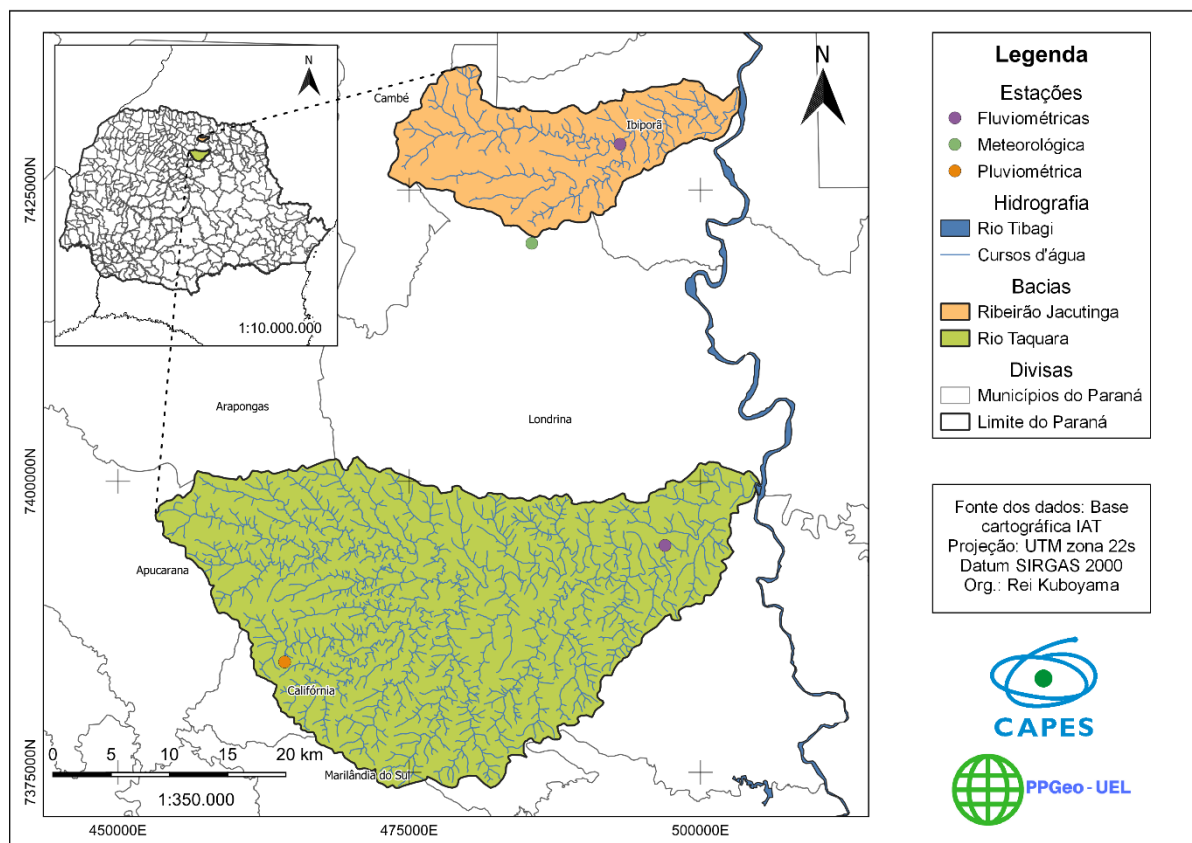 N
1:10.000.000
N
Cambé
Ibiporã
Arapongas
Londrina
Apucarana
Califórnia
Marilândia do Sul
0 5 10 15 20 km
1:350.000
7425000N
7400000N
7375000N
450000E
475000E
500000E
Legenda
Estações
Fluviométricas
Meteorológica
Pluviométrica
Hidrografia
Rio Tibagi
Cursos d'água
Bacias
Ribeirão Jacutinga
Rio Taquara
Divisas
Municípios do Paraná
Limite do Paraná
Fonte dos dados: Base
cartográfica IAT
Projeção: UTM zona 22s
Datum SIRGAS 2000
Org.: Rei Kuboyama
CAPES
PPGeo - UEL